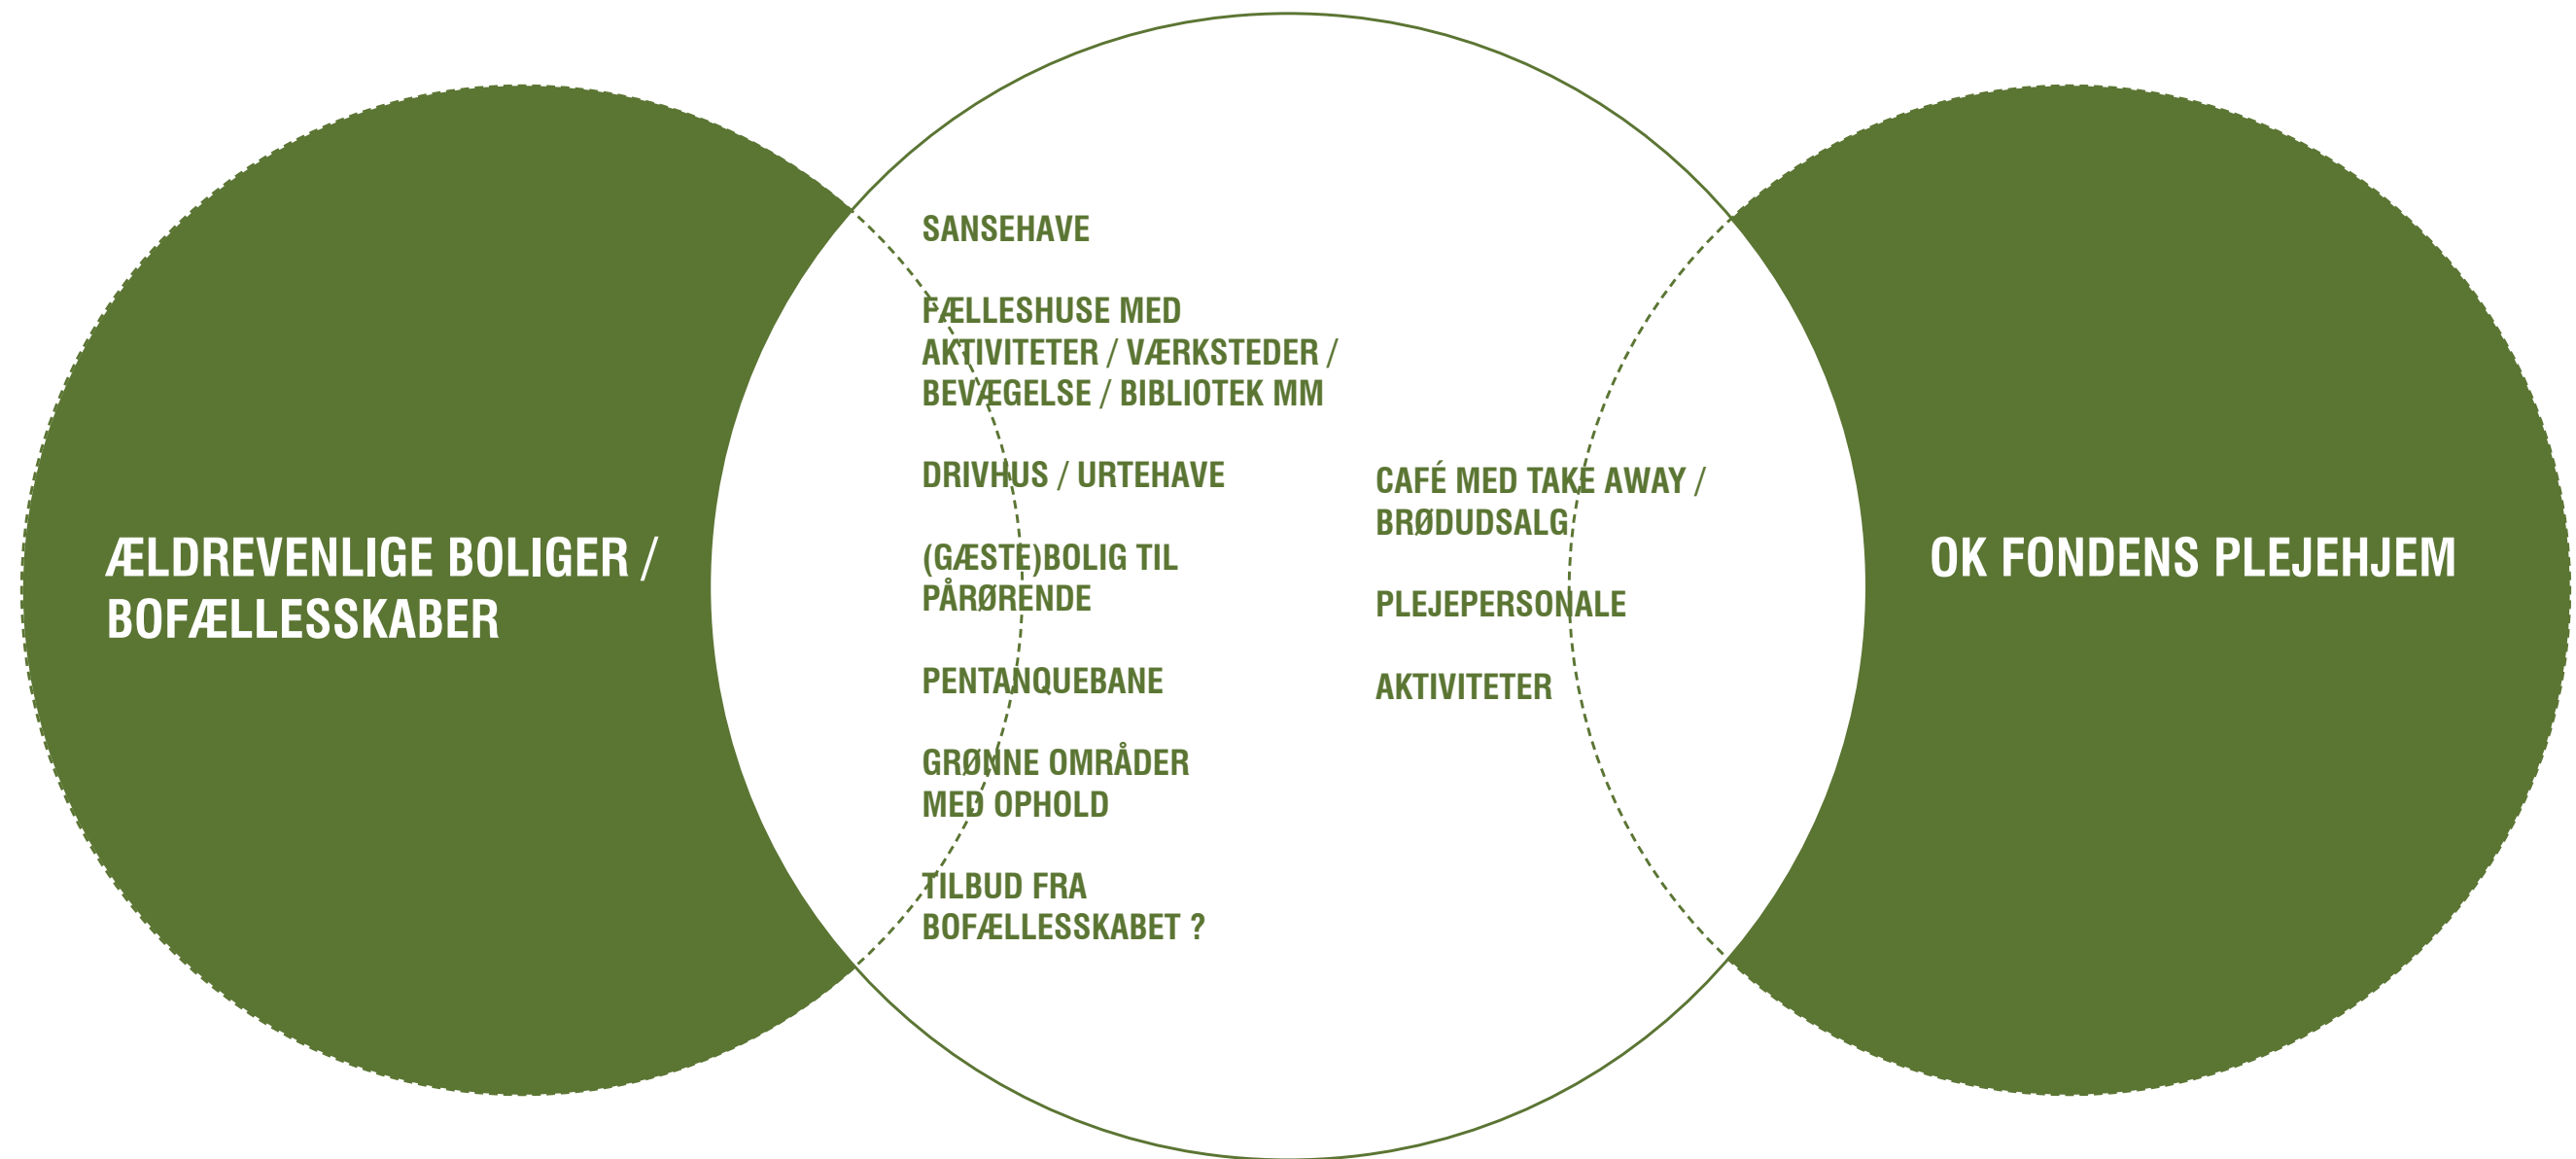 ÆLDREVENLIGE BOLIGER /
BOFÆLLESSKABER
SANSEHAVE
FÆLLESHUSE MED
AKTIVITETER / VÆRKSTEDER /
BEVÆGELSE / BIBLIOTEK MM
DRIVHUS / URTEHAVE
(GÆSTE)BOLIG TIL
PÅRØRENDE
PENTANQUEBANE
GRØNNE OMRÅDER
MED OPHOLD
TILBUD FRA
BOFÆLLESSKABET ?
CAFÉ MED TAKE AWAY /
BRØDUDSALG
PLEJEPERSONALE
AKTIVITETER
OK FONDENS PLEJEHJEM